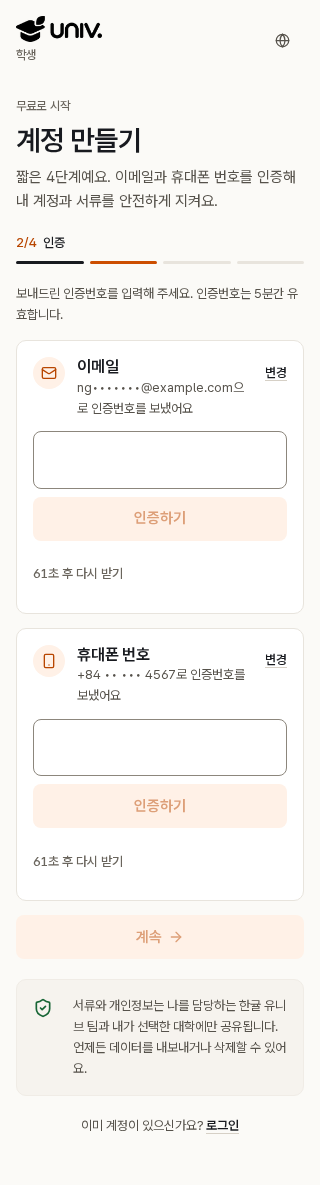 UNIV.
학생
무료로 시작
계정 만들기
짧은 4단계예요. 이메일과 휴대폰 번호를 인증해
내 계정과 서류를 안전하게 지켜요.
2/4 인증
보내드린 인증번호를 입력해 주세요. 인증번호는 5분간 유
효합니다.
이메일
변경
ng•••••••@example.com으
로 인증번호를 보냈어요
인증하기
61초 후 다시 받기
휴대폰 번호
변경
+84 •• ••• 4567로 인증번호를
보냈어요
인증하기
61초 후 다시 받기
계속 →
서류와 개인정보는 나를 담당하는 한귤 유니
브 팀과 내가 선택한 대학에만 공유됩니다.
언제든 데이터를 내보내거나 삭제할 수 있어
요.
이미 계정이 있으신가요? 로그인